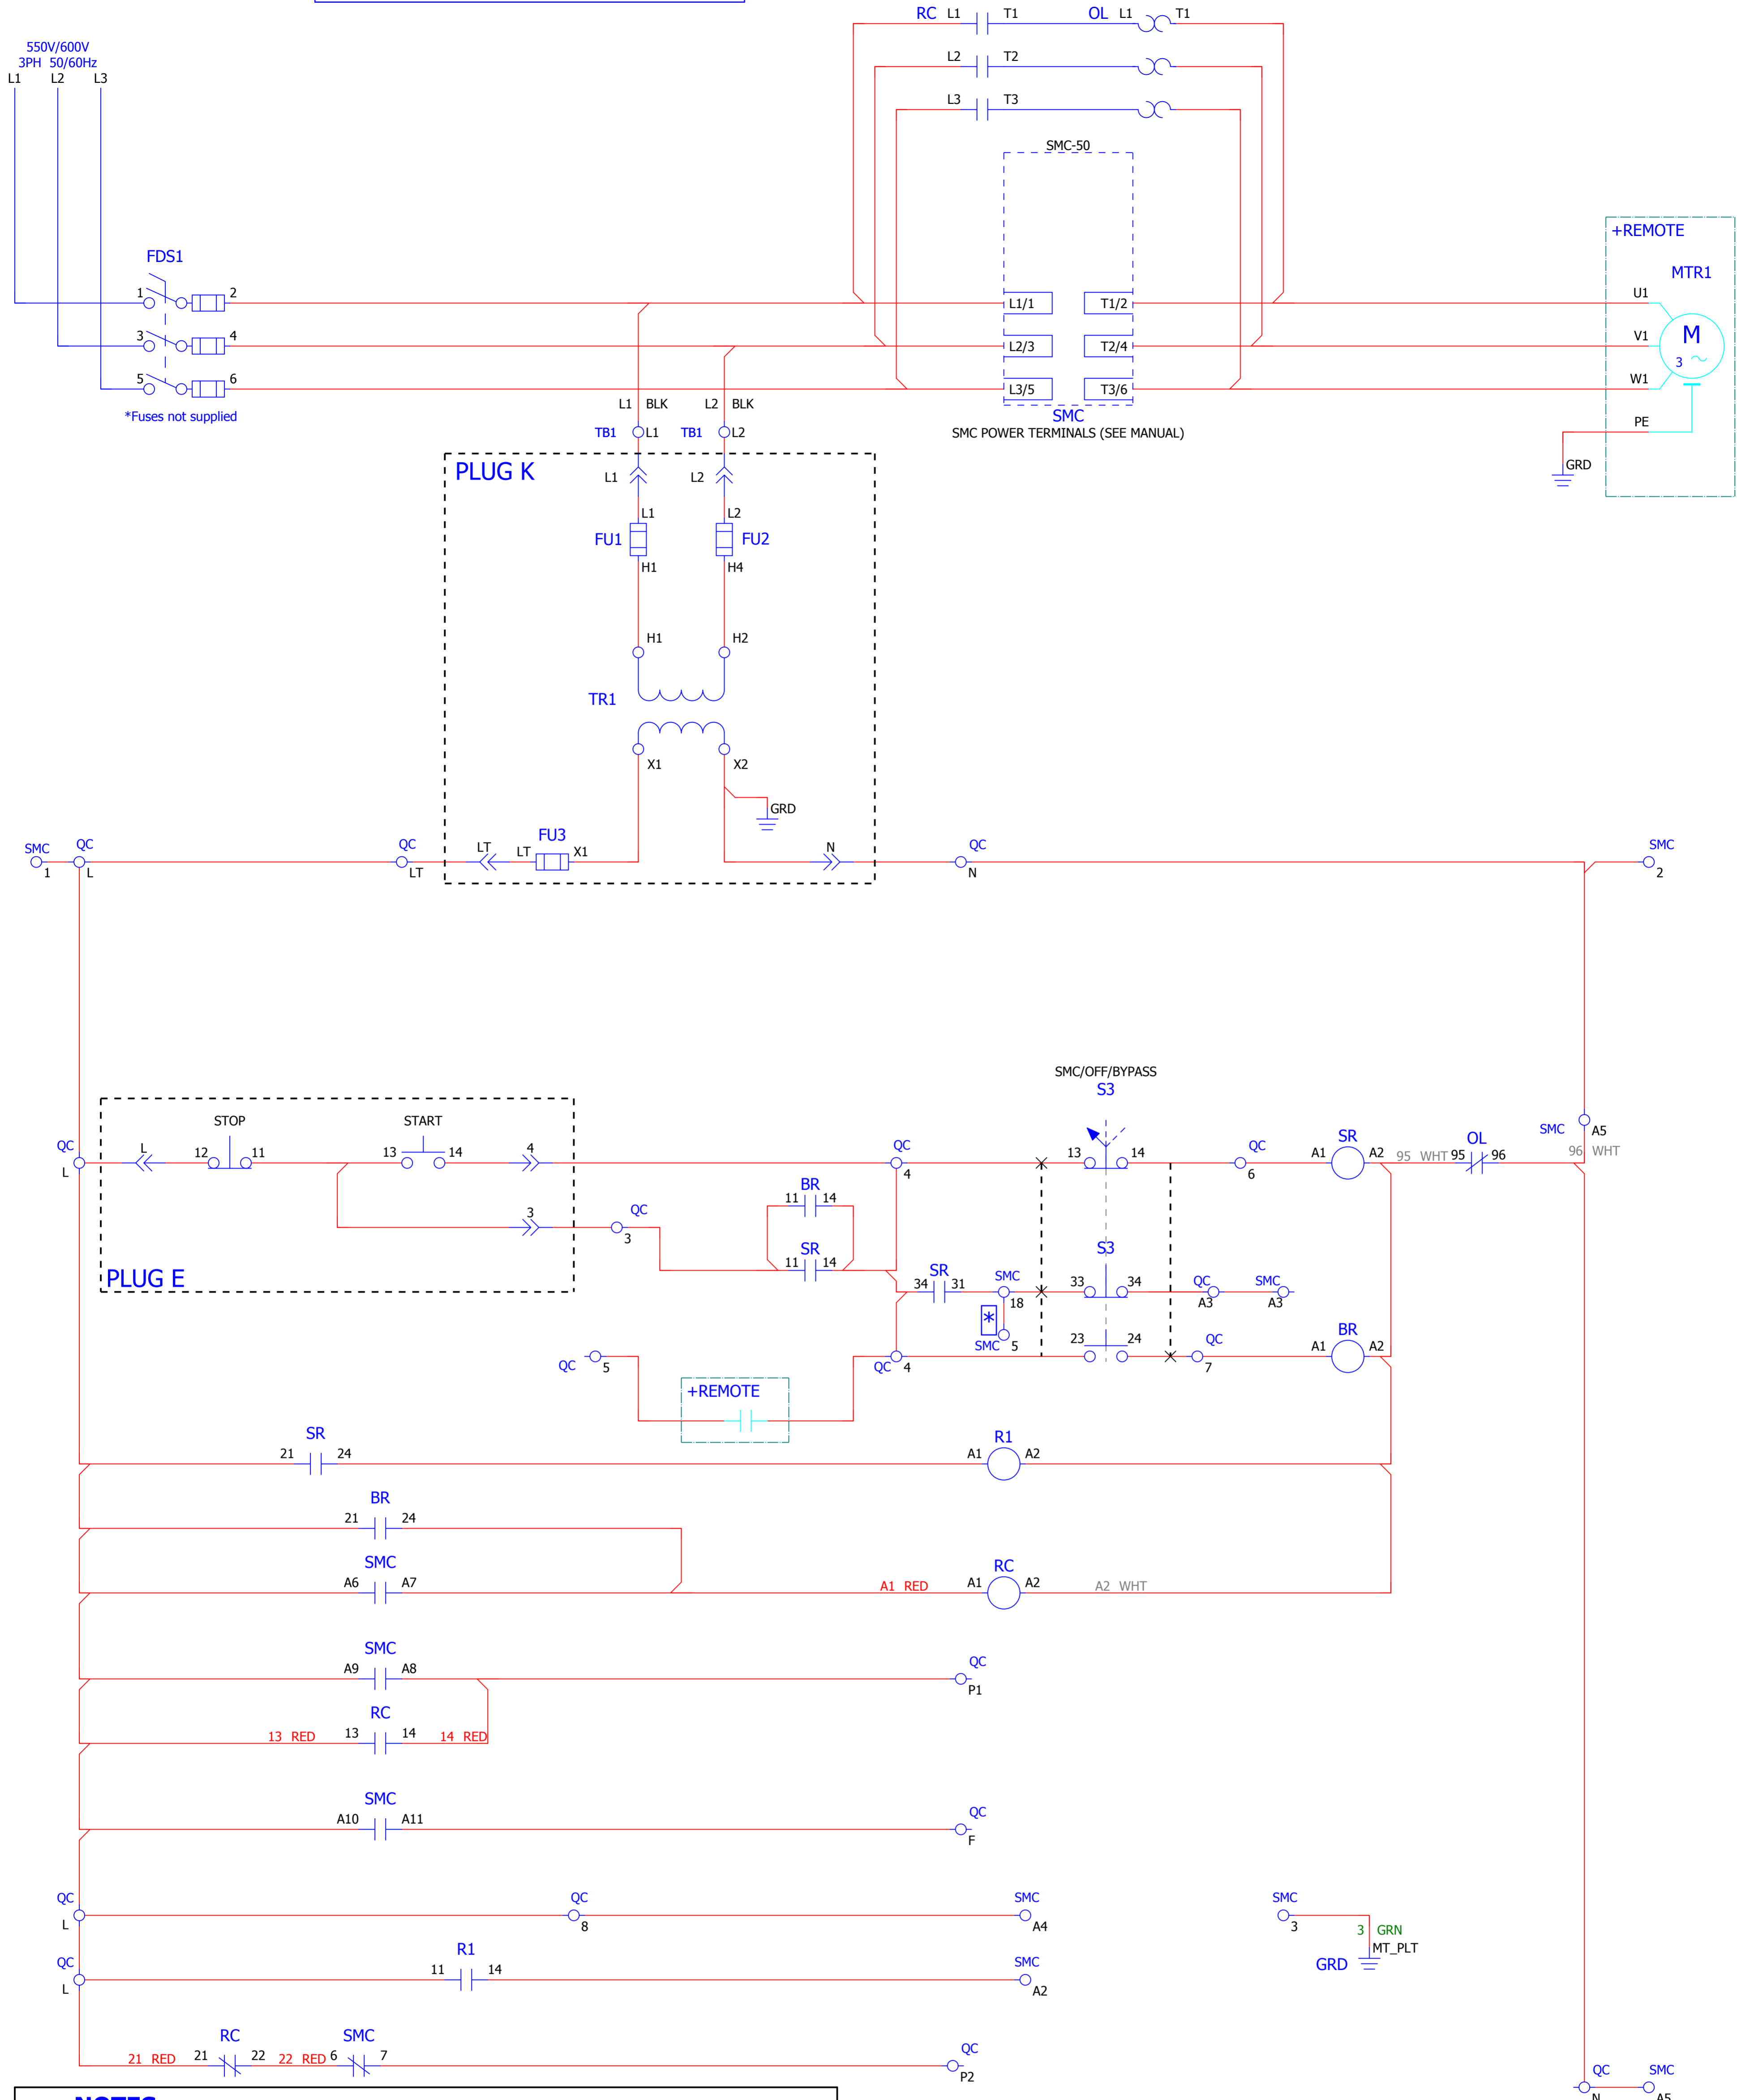 RC L1 T1 OL L1 T1
550V/600V
3PH 50/60Hz
L1 L2 L3
L2 T2
L3 T3
SMC-50
+REMOTE
MTR1
FDS1
1 2 L1/1 T1/2 U1
3 4 L2/3 T2/4 V1 M
3
5 6 L3/5 T3/6 W1
*Fuses not supplied
L1 BLK L2 BLK
SMC
SMC POWER TERMINALS (SEE MANUAL)
PE
TB1 L1 TB1 L2
GRD
PLUG K
L1 L2
L1 L2
FU1 FU2
H1 H4
H1 H2
TR1
X1 X2
GRD
SMC QC QC FU3 QC SMC
LT LT X1 N
1 L LT N 2
SMC/OFF/BYPASS
S3
STOP START
SMC A5
QC L 12 11 13 14 4 QC 13 14 QC SR A1 A2 95 WHT 95 OL 96 96 WHT
L 4 6
BR
11 14
3 QC
3
SR S3
11 14
PLUG E
SR
34 31 SMC 33 34 QC SMC
18 A3 A3
*
SMC 5 23 24 QC BR
A1 A2
QC 5 QC 4 7
+REMOTE
SR R1
21 24 A1 A2
BR
21 24
SMC RC
A6 A7 A1 RED A1 A2 A2 WHT
SMC QC
A9 A8 P1
RC
13 RED 13 14 14 RED
SMC QC
A10 A11 F
QC QC SMC SMC
L 8 A4 3
3 GRN
MT_PLT
GRD
QC R1 SMC
11 14
L A2
RC SMC
21 RED 21 22 22 RED 6 7 QC
P2
QC SMC
N A5
NOTES